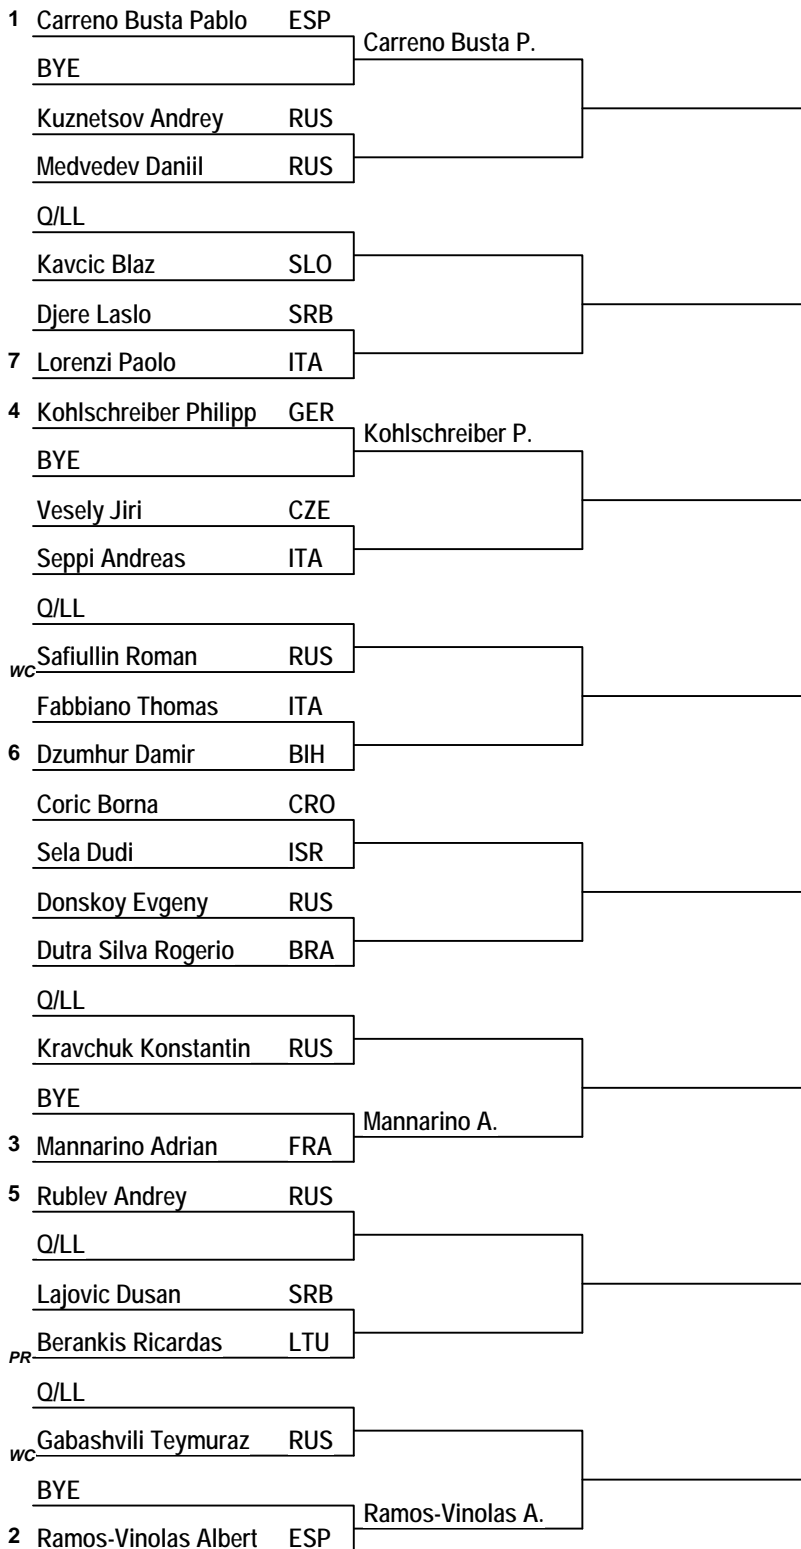 1 Carreno Busta Pablo ESP
Carreno Busta P.
BYE
Kuznetsov Andrey RUS
Medvedev Daniil RUS
Q/LL
Kavcic Blaz SLO
Djere Laslo SRB
7 Lorenzi Paolo ITA
4 Kohlschreiber Philipp GER
Kohlschreiber P.
BYE
Vesely Jiri CZE
Seppi Andreas ITA
Q/LL
WC Safiullin Roman RUS
Fabbiano Thomas ITA
6 Dzumhur Damir BIH
Coric Borna CRO
Sela Dudi ISR
Donskoy Evgeny RUS
Dutra Silva Rogerio BRA
Q/LL
Kravchuk Konstantin RUS
BYE
Mannarino A.
3 Mannarino Adrian FRA
5 Rublev Andrey RUS
Q/LL
Lajovic Dusan SRB
PR Berankis Ricardas LTU
Q/LL
WC Gabashvili Teymuraz RUS
BYE
Ramos-Vinolas A.
2 Ramos-Vinolas Albert ESP